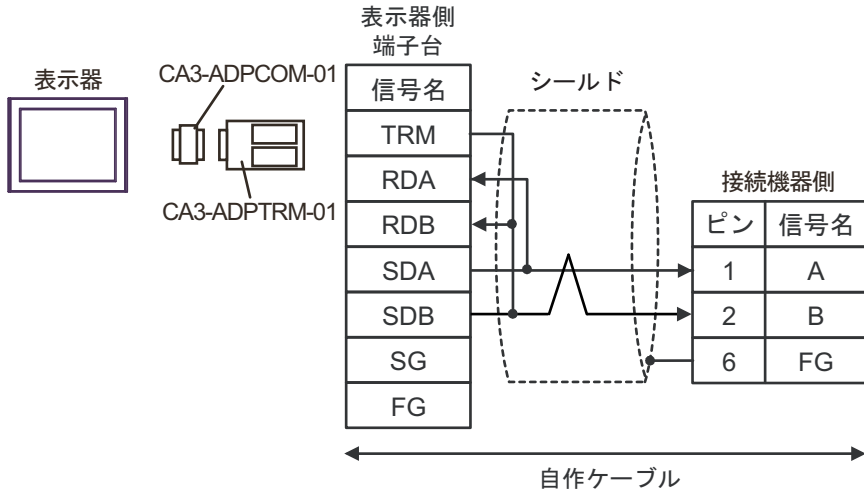 表示器側
端子台
表示器
CA3-ADPCOM-01
CA3-ADPTRM-01
信号名
TRM
RDA
RDB
SDA
SDB
SG
FG
シールド
接続機器側
ピン 信号名
1 A
2 B
6 FG
自作ケーブル